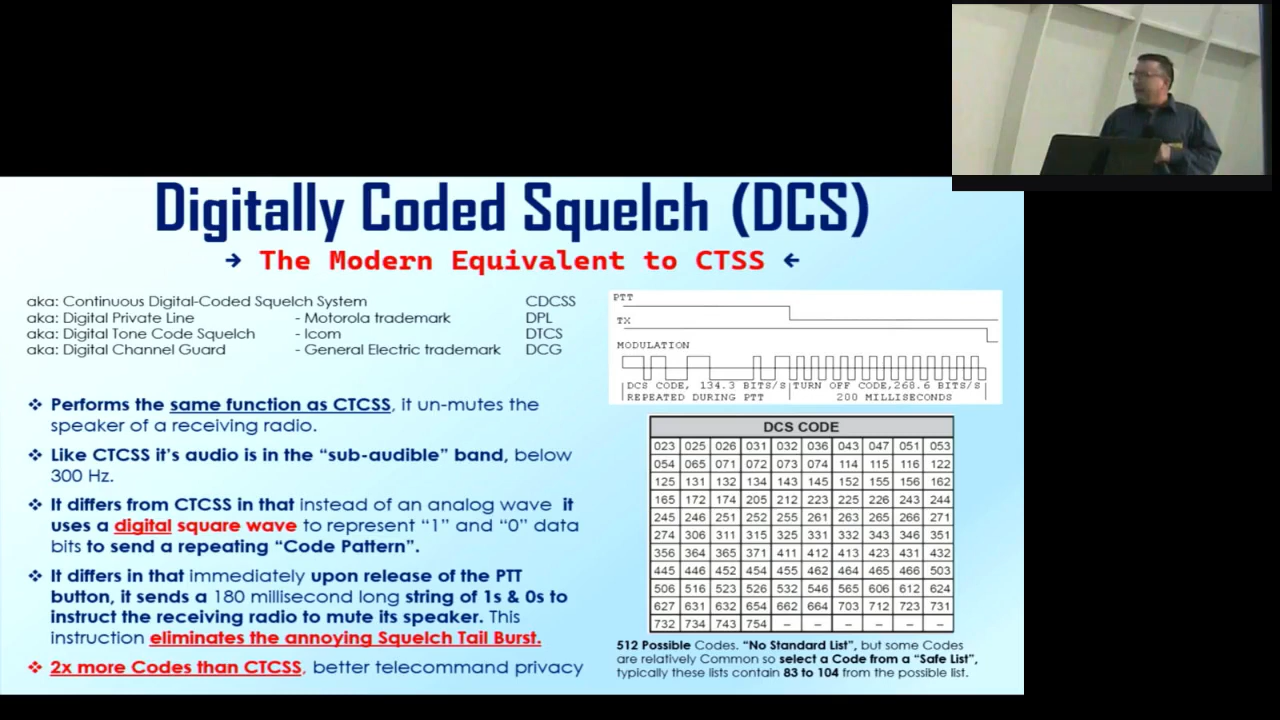 Digitally Coded Squelch (DCS)
→ The Modern Equivalent to CTSS ←
aka: Continuous Digital-Coded Squelch System CDCSS
aka: Digital Private Line - Motorola trademark DPL
aka: Digital Tone Code Squelch - Icom DTCS
aka: Digital Channel Guard - General Electric trademark DCG
❖ Performs the same function as CTCSS, it un-mutes the
speaker of a receiving radio.
❖ Like CTCSS it's audio is in the “sub-audible” band, below
300 Hz.
❖ It differs from CTCSS in that instead of an analog wave it
uses a digital square wave to represent “1” and “0” data
bits to send a repeating “Code Pattern”.
❖ It differs in that immediately upon release of the PTT
button, it sends a 180 millisecond long string of 1s & 0s to
instruct the receiving radio to mute its speaker. This
instruction eliminates the annoying Squelch Tail Burst.
❖ 2x more Codes than CTCSS, better telecommand privacy
PTT
TX
MODULATION
DCS CODE, 134.3 BITS/S TURN OFF CODE,268.6 BITS/S
REPEATED DURING PTT 200 MILLISECONDS
DCS CODE
023 025 026 031 032 036 043 047 051 053
054 065 071 072 073 074 114 115 116 122
125 131 132 134 143 145 152 155 156 162
165 172 174 205 212 223 225 226 243 244
245 246 251 252 255 261 263 265 266 271
274 306 311 315 325 331 332 343 346 351
356 364 365 371 411 412 413 423 431 432
445 446 452 454 455 462 464 465 466 503
506 516 523 526 532 546 565 606 612 624
627 631 632 654 662 664 703 712 723 731
732 734 743 754 – – – – – –
512 Possible Codes. “No Standard List”, but some Codes
are relatively Common so select a Code from a “Safe List”,
typically these lists contain 83 to 104 from the possible list.